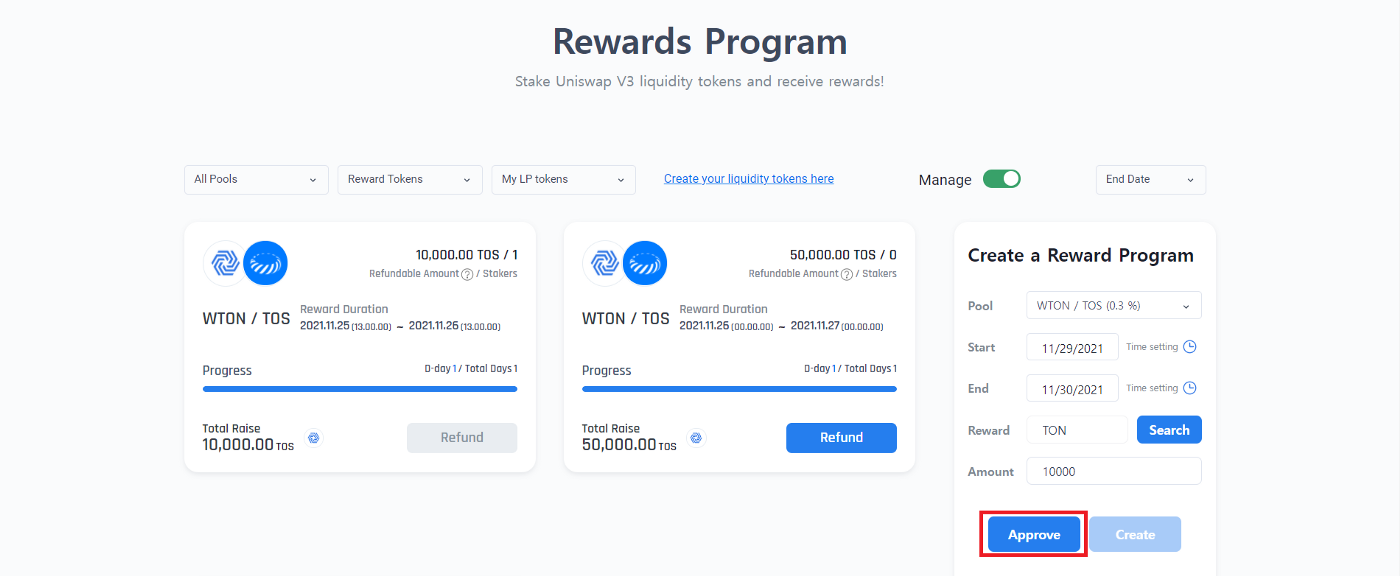 Rewards Program
Stake Uniswap V3 liquidity tokens and receive rewards!
All Pools
Reward Tokens
My LP tokens
Create your liquidity tokens here
Manage
End Date
10,000.00 TOS / 1
Refundable Amount ? / Stakers
WTON / TOS
Reward Duration
2021.11.25 (13.00.00) ~ 2021.11.26 (13.00.00)
Progress
D-day 1 / Total Days 1
Total Raise
10,000.00 TOS
Refund
50,000.00 TOS / 0
Refundable Amount ? / Stakers
WTON / TOS
Reward Duration
2021.11.26 (00.00.00) ~ 2021.11.27 (00.00.00)
Progress
D-day 1 / Total Days 1
Total Raise
50,000.00 TOS
Refund
Create a Reward Program
Pool WTON / TOS (0.3 %)
Start 11/29/2021 Time setting
End 11/30/2021 Time setting
Reward TON Search
Amount 10000
Approve Create